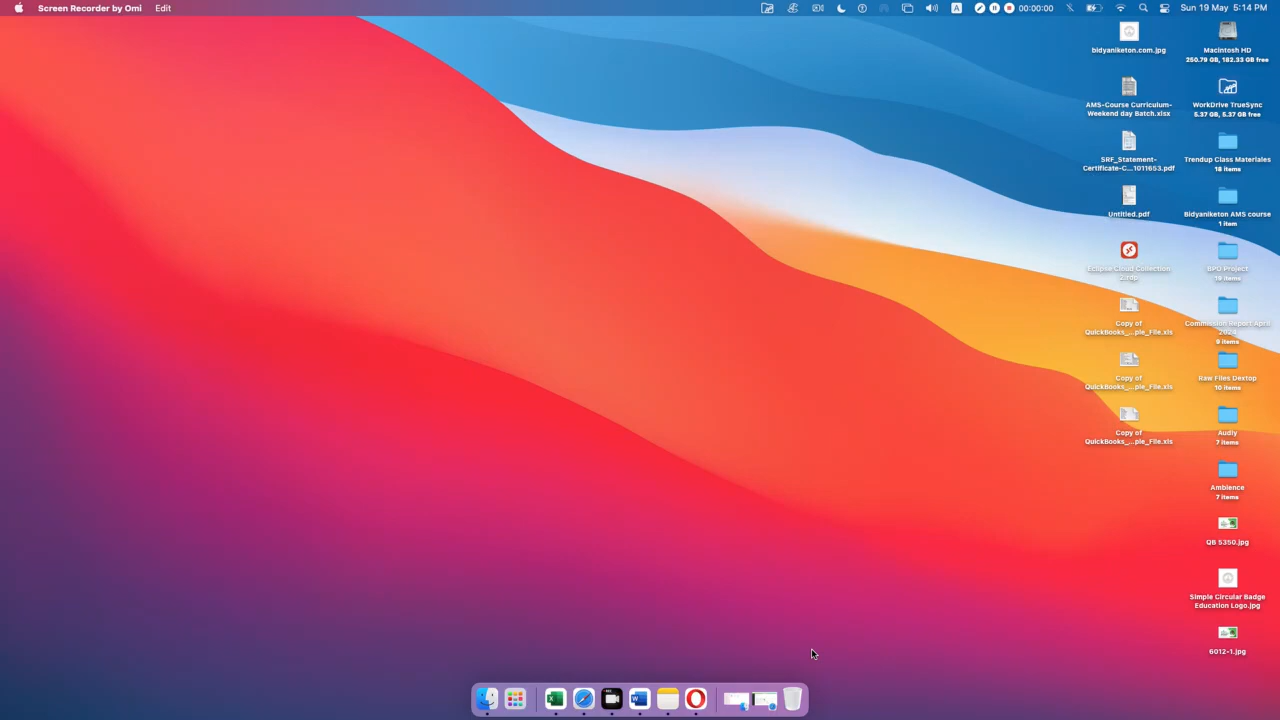 Screen Recorder by Omi Edit
A
00:00:00
Sun 19 May 5:14 PM
bidyaniketon.com.jpg
Macintosh HD
250.79 GB, 182.33 GB free
AMS-Course Curriculum-
Weekend day Batch.xlsx
WorkDrive TrueSync
5.37 GB, 5.37 GB free
SRF_Statement-
Certificate-C...1011653.pdf
Trendup Class Materiales
18 items
Untitled.pdf
Bidyaniketon AMS course
1 item
Eclipse Cloud Collection
2.rdp
BPO Project
19 items
Copy of
QuickBooks_...ple_File.xls
Commission Report April
2024
9 items
Copy of
QuickBooks_...ple_File.xls
Raw Files Dextop
10 items
Copy of
QuickBooks_...ple_File.xls
Audiy
7 items
Ambience
7 items
QB 5350.jpg
Simple Circular Badge
Education Logo.jpg
6012-1.jpg